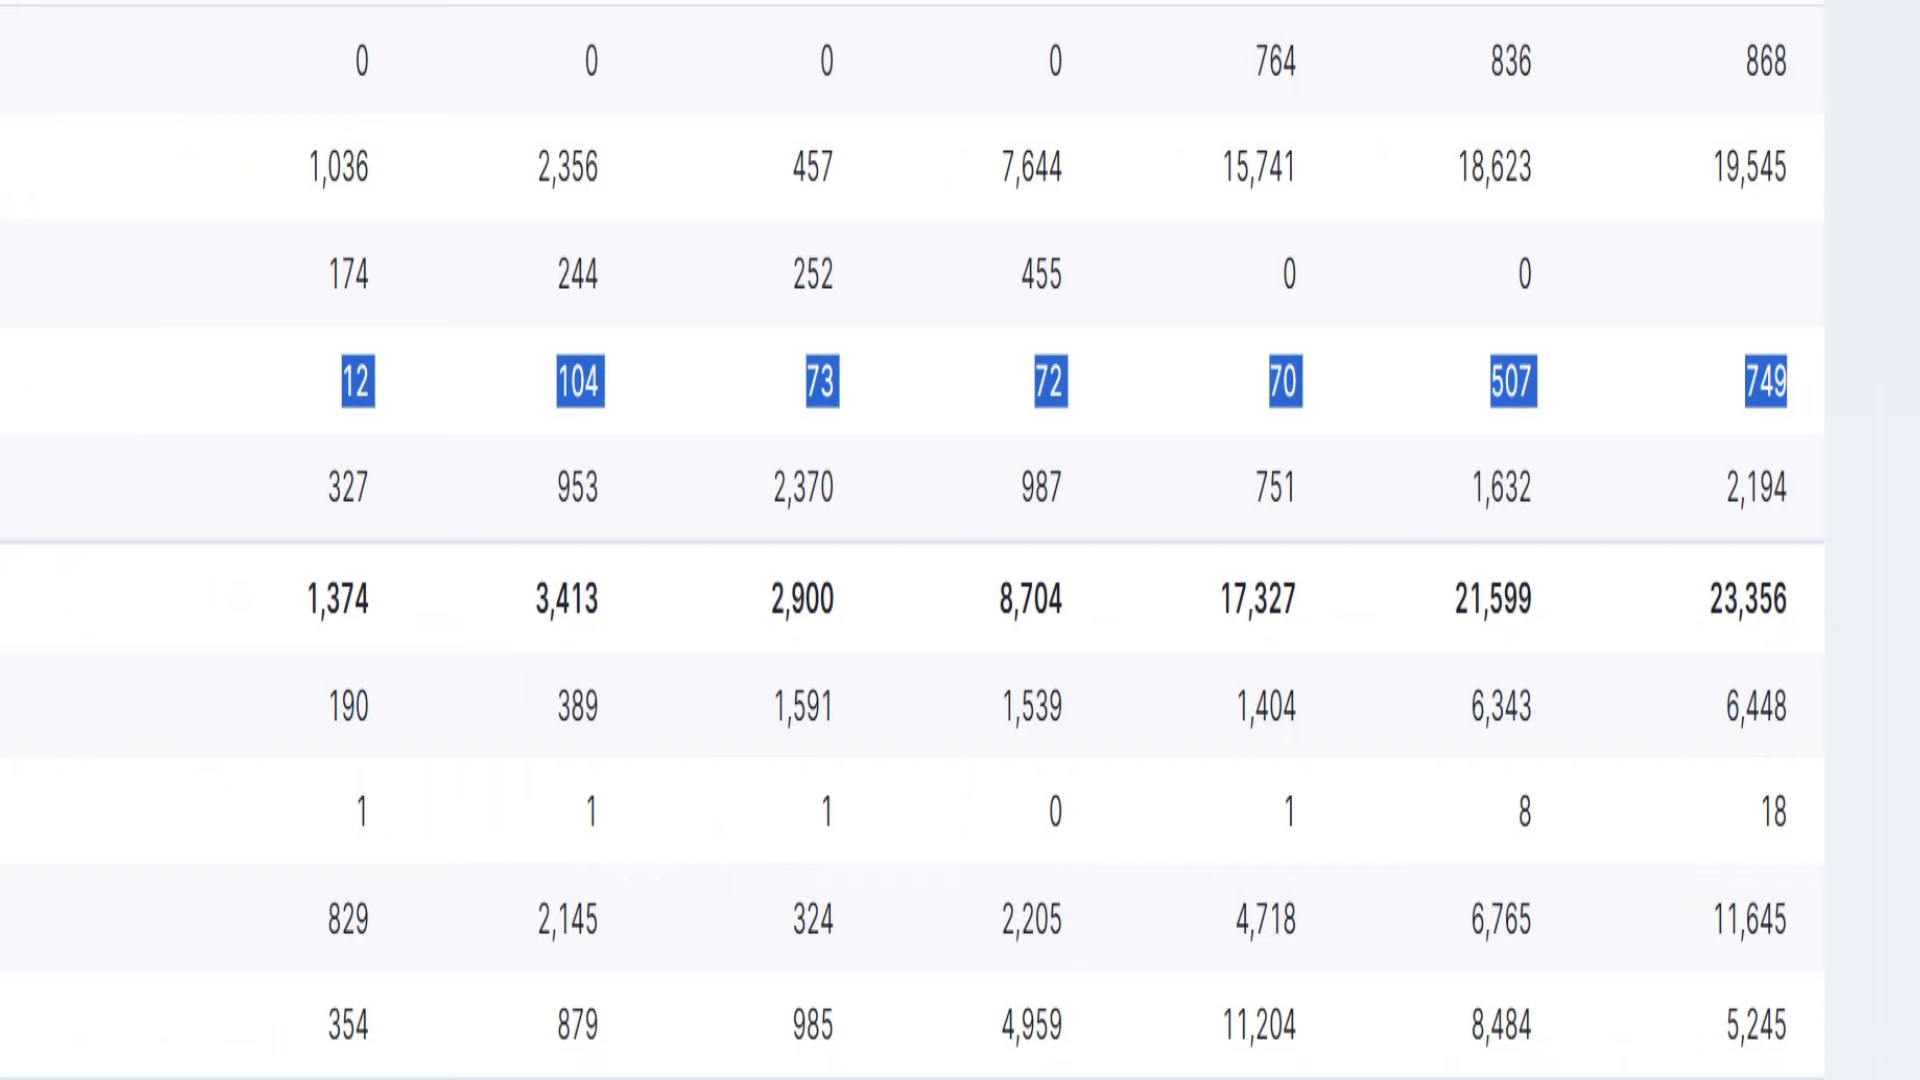 0 0 0 0 764 836 868
1,036 2,356 457 7,644 15,741 18,623 19,545
174 244 252 455 0 0
12 104 73 72 70 507 749
327 953 2,370 987 751 1,632 2,194
1,374 3,413 2,900 8,704 17,327 21,599 23,356
190 389 1,591 1,539 1,404 6,343 6,448
1 1 1 0 1 8 18
829 2,145 324 2,205 4,718 6,765 11,645
354 879 985 4,959 11,204 8,484 5,245